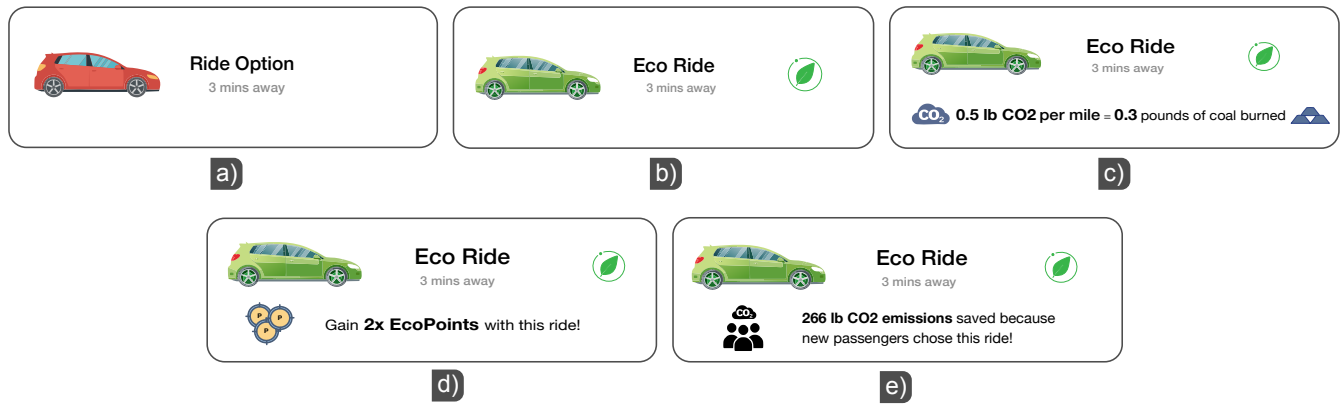 Ride Option
3 mins away
a)
Eco Ride
3 mins away
b)
Eco Ride
3 mins away
CO₂ 0.5 lb CO2 per mile = 0.3 pounds of coal burned
c)
Eco Ride
3 mins away
P P P
Gain 2x EcoPoints with this ride!
d)
Eco Ride
3 mins away
CO₂
266 lb CO2 emissions saved because
new passengers chose this ride!
e)